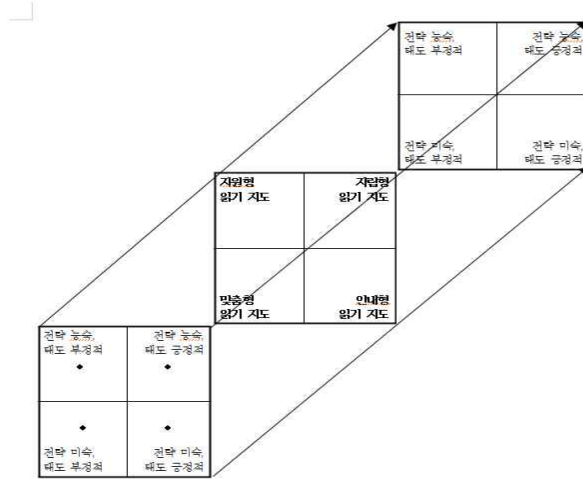 전략 능숙,
태도 부정적
전략 능숙,
태도 긍정적
전략 미숙,
태도 부정적
전략 미숙,
태도 긍정적
지원형
읽기 지도
자립형
읽기 지도
맞춤형
읽기 지도
안내형
읽기 지도
전략 능숙,
태도 부정적
전략 능숙,
태도 긍정적
전략 미숙,
태도 부정적
전략 미숙,
태도 긍정적